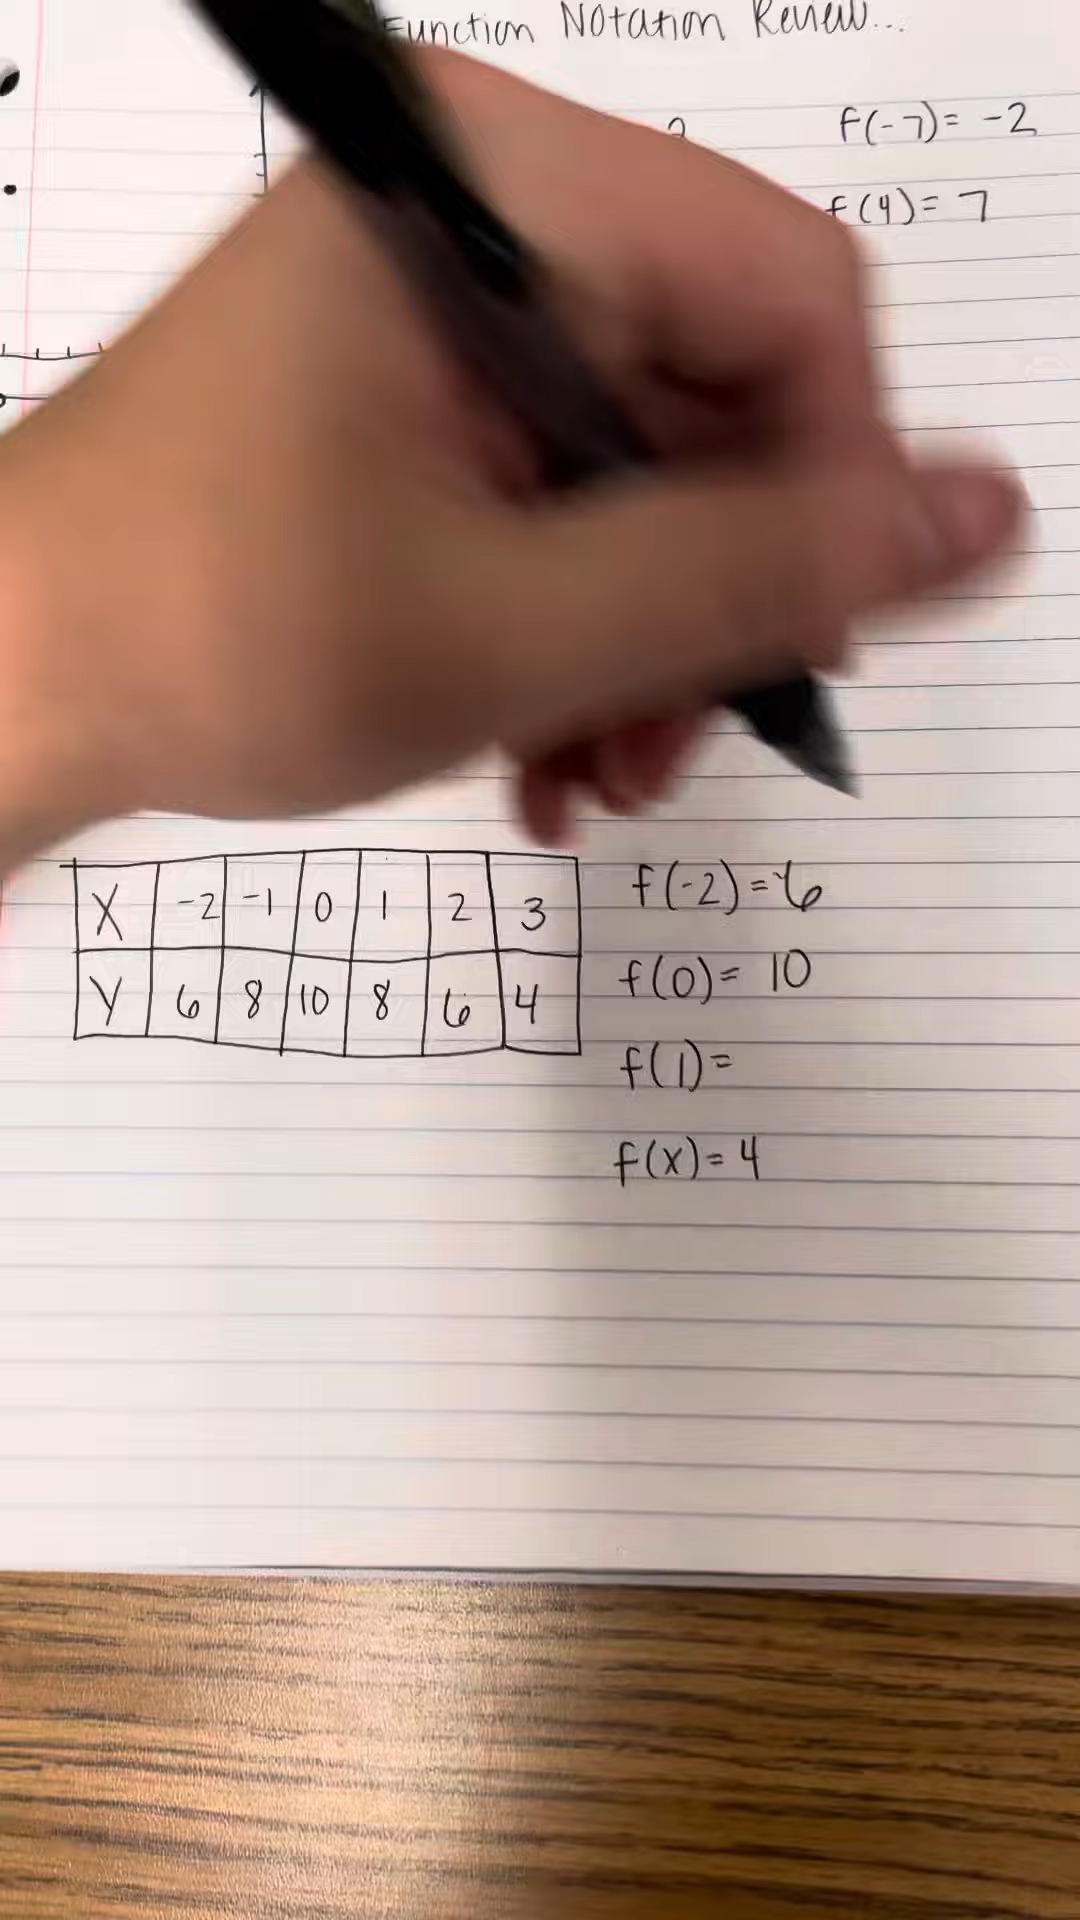 Function Notation Review...
f(-7)= -2
f(4)= 7
X -2 -1 0 1 2 3
Y 6 8 10 8 6 4
f(-2)=6
f(0)= 10
f(1)=
f(x)= 4